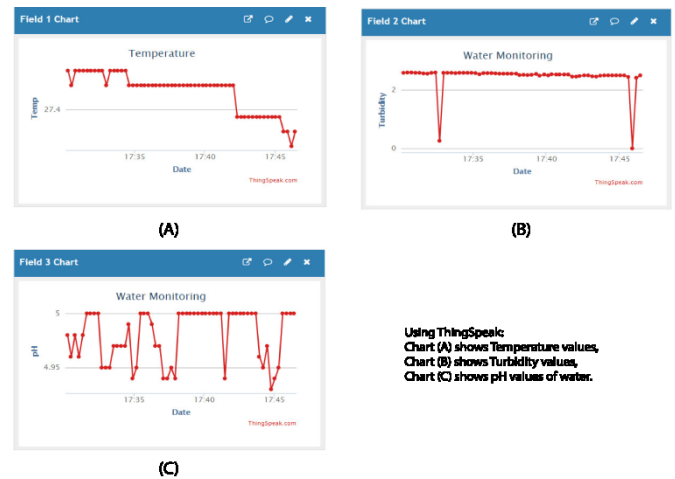 Field 1 Chart
Temperature
Temp
27.4
17:35 17:40 17:45
Date
ThingSpeak.com
(A)
Field 2 Chart
Water Monitoring
Turbidity
2
0
17:35 17:40 17:45
Date
ThingSpeak.com
(B)
Field 3 Chart
Water Monitoring
pH
5
4.95
17:35 17:40 17:45
Date
ThingSpeak.com
(C)
Using ThingSpeak:
Chart (A) shows Temperature values,
Chart (B) shows Turbidity values,
Chart (C) shows pH values of water.